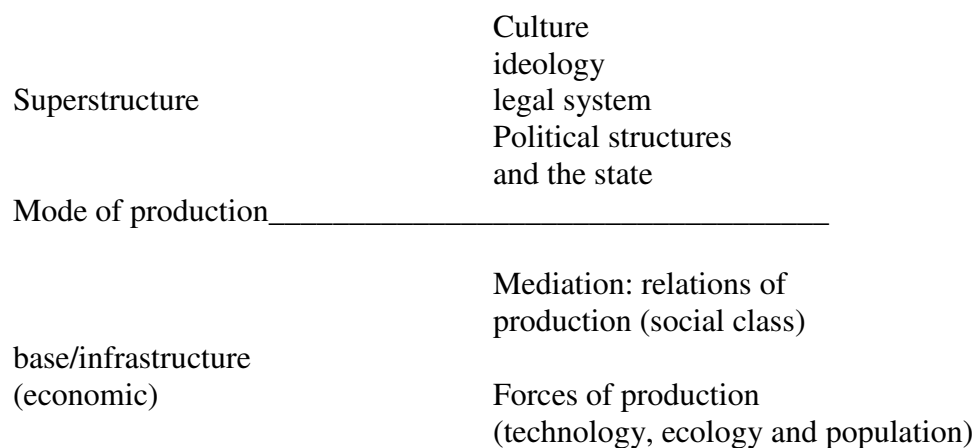 Culture
ideology
Superstructure legal system
Political structures
and the state
Mode of production___________________________________
Mediation: relations of
production (social class)
base/infrastructure
(economic) Forces of production
(technology, ecology and population)